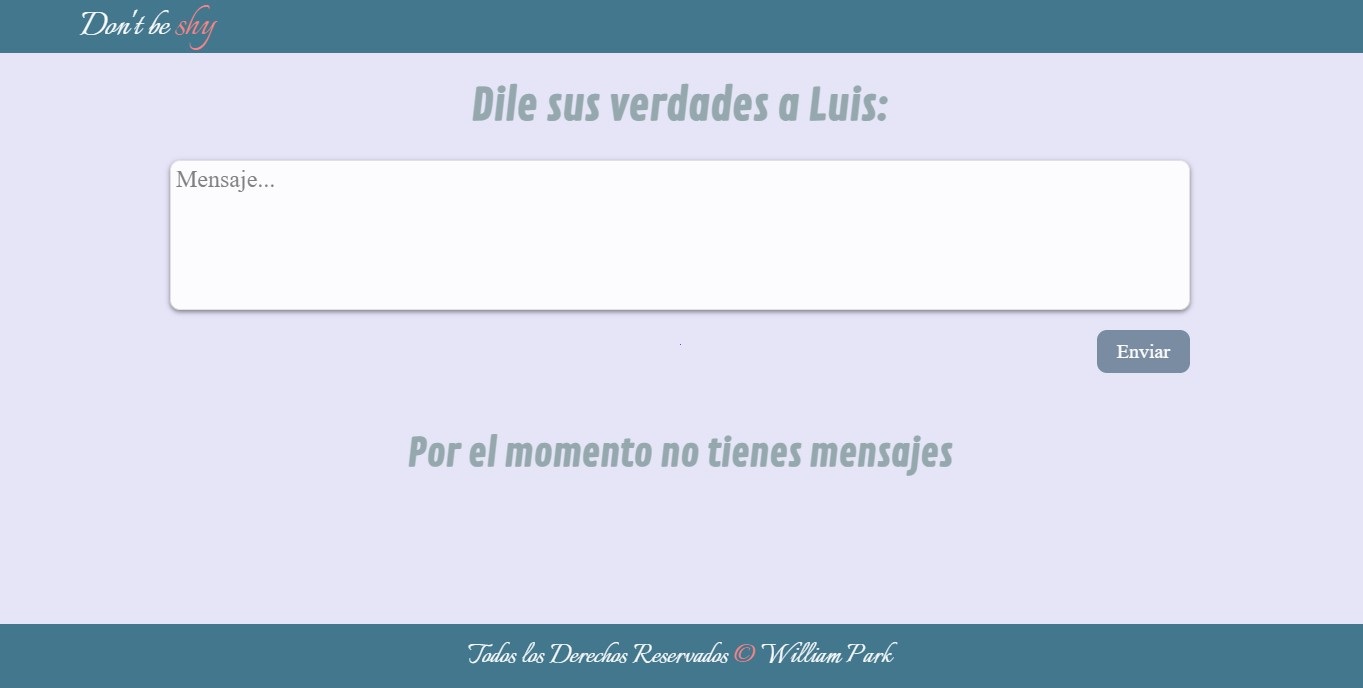 Don't be shy
Dile sus verdades a Luis:
Mensaje...
Enviar
Por el momento no tienes mensajes
Todos los Derechos Reservados © William Park